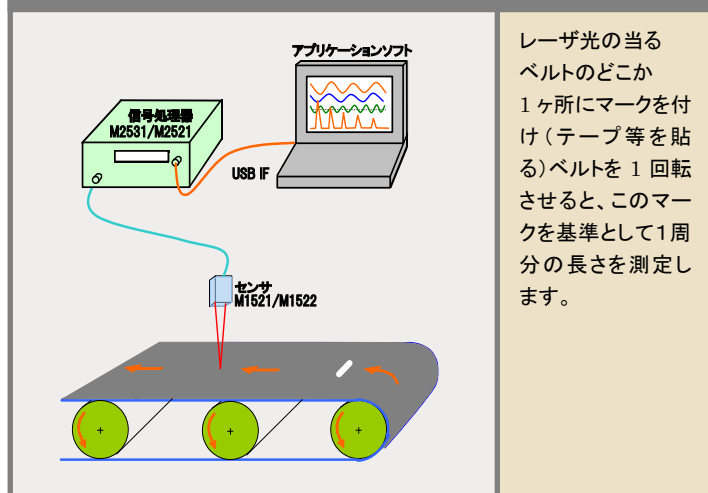 アプリケーションソフト
信号処理器
M2531/M2521
USB IF
センサ
M1521/M1522
レーザ光の当る
ベルトのどこか
1ヶ所にマークを付
け(テープ等を貼
る)ベルトを 1 回転
させると、このマー
クを基準として1周
分の長さを測定し
ます。